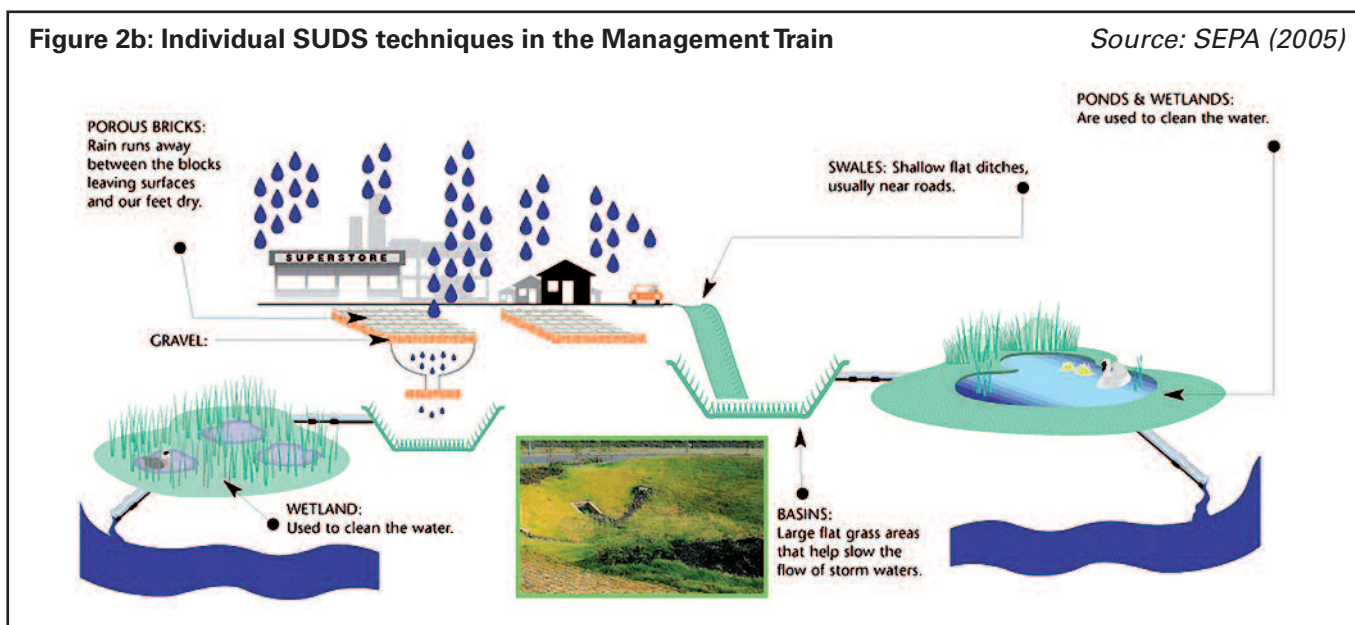 Figure 2b: Individual SUDS techniques in the Management Train
Source: SEPA (2005)
POROUS BRICKS:
Rain runs away
between the blocks
leaving surfaces
and our feet dry.
PONDS & WETLANDS:
Are used to clean the water.
SWALES: Shallow flat ditches,
usually near roads.
SUPERSTORE
GRAVEL:
WETLAND:
Used to clean the water.
BASINS:
Large flat grass areas
that help slow the
flow of storm waters.